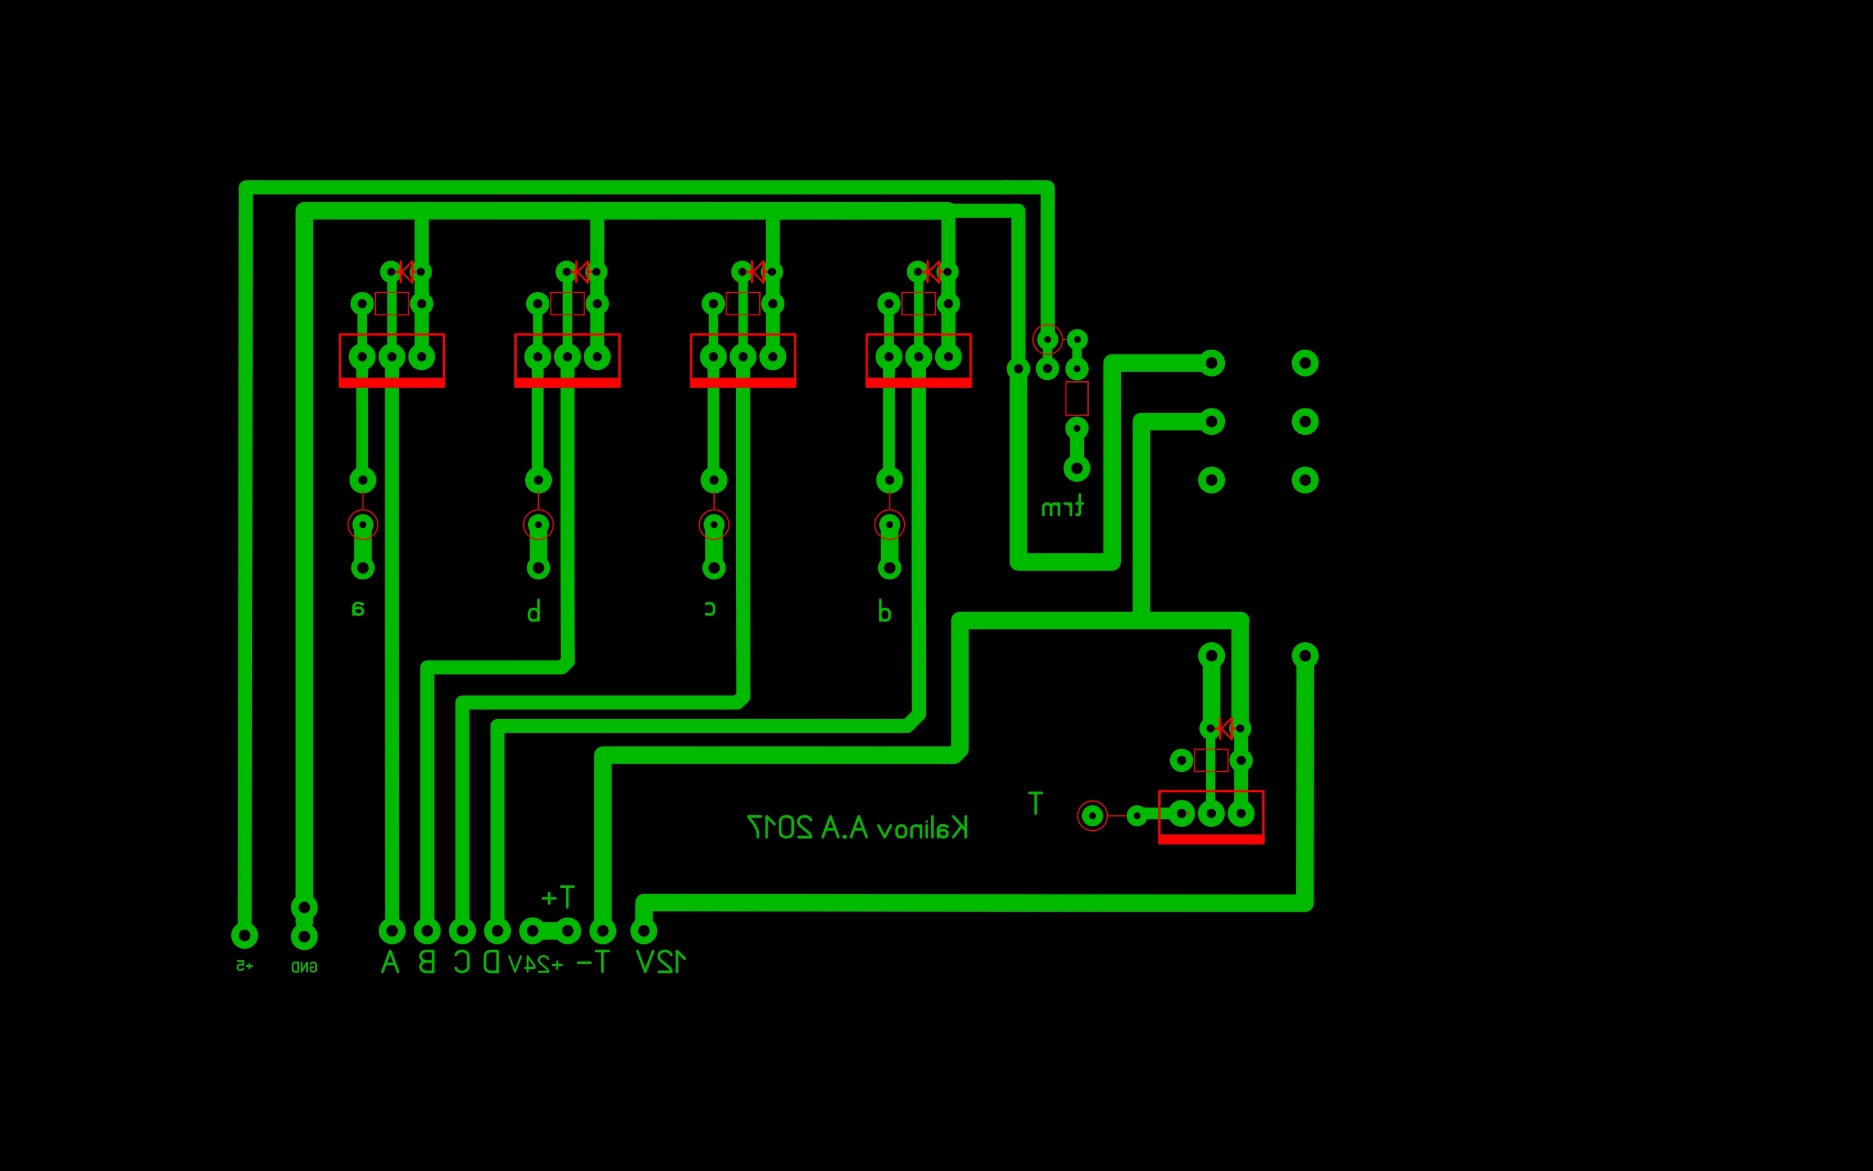 trm
a b c d
T
Kalinov A.A 2017
T+
+5 GND A B C D +24V T- 12V